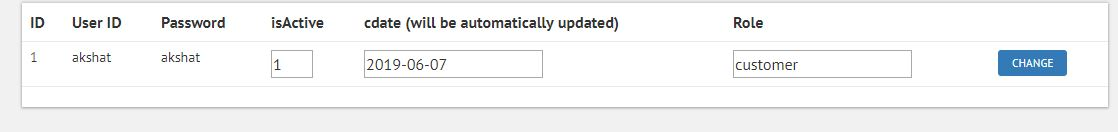 ID User ID Password isActive cdate (will be automatically updated) Role
1 akshat akshat 1 2019-06-07 customer CHANGE